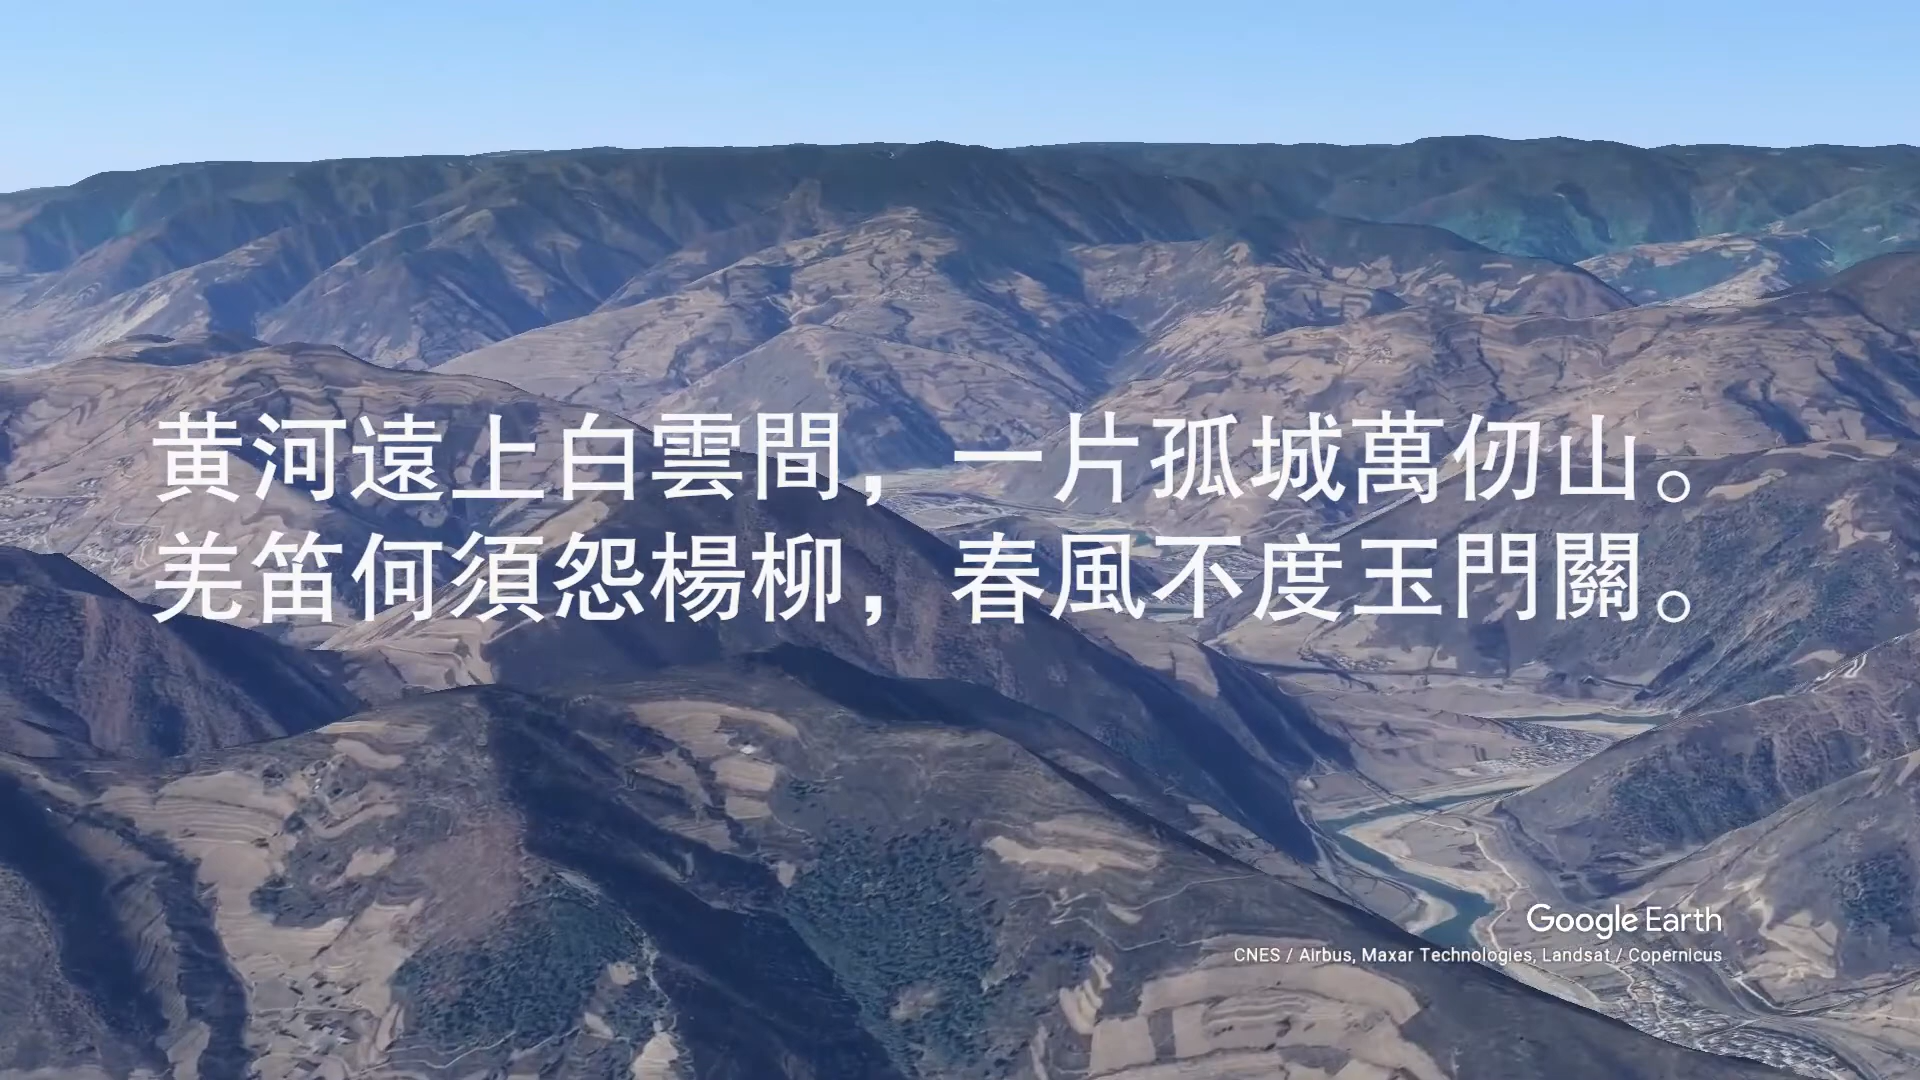 黄河遠上白雲間，一片孤城萬仞山。
羌笛何須怨楊柳，春風不度玉門關。
Google Earth
CNES / Airbus, Maxar Technologies, Landsat / Copernicus